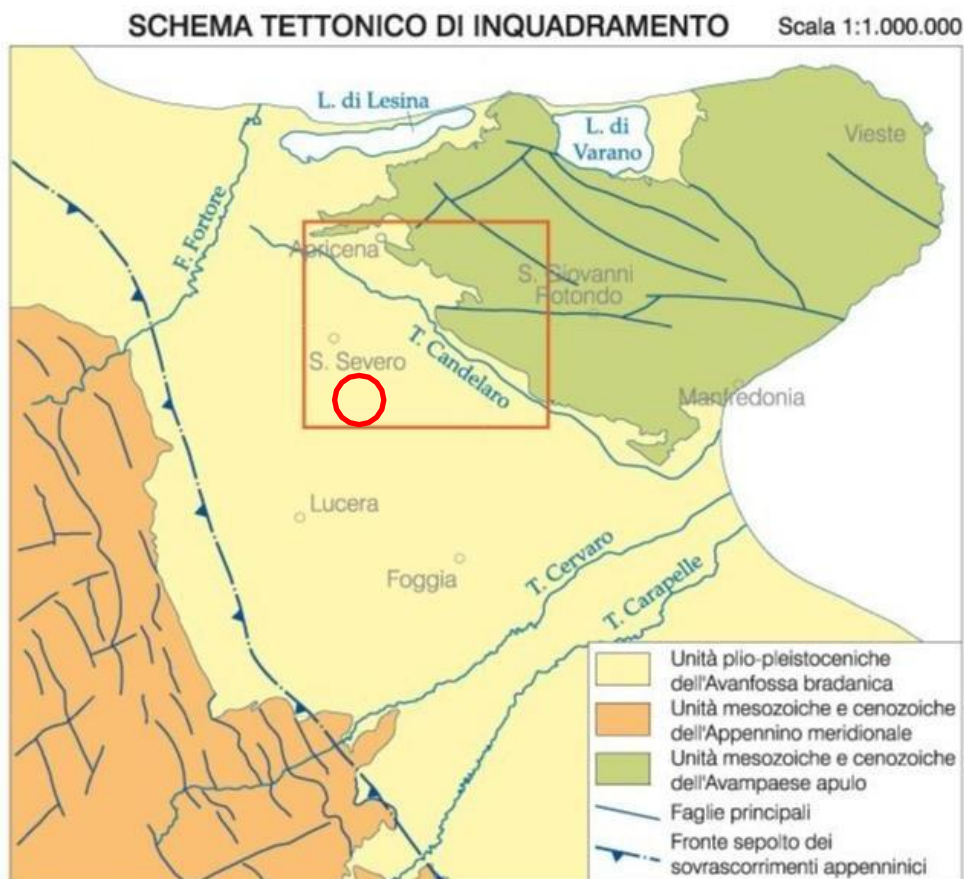 SCHEMA TETTONICO DI INQUADRAMENTO
Scala 1:1.000.000
L. di Lesina
L. di
Varano
Vieste
F. Fortore
Apricena
S. Giovanni
Rotondo
S. Severo
T. Candelaro
Manfredonia
Lucera
Foggia
T. Cervaro
T. Carapelle
Unità plio-pleistoceniche
dell'Avanfossa bradanica
Unità mesozoiche e cenozoiche
dell'Appennino meridionale
Unità mesozoiche e cenozoiche
dell'Avampaese apulo
Faglie principali
Fronte sepolto dei
sovrascorrimenti appenninici